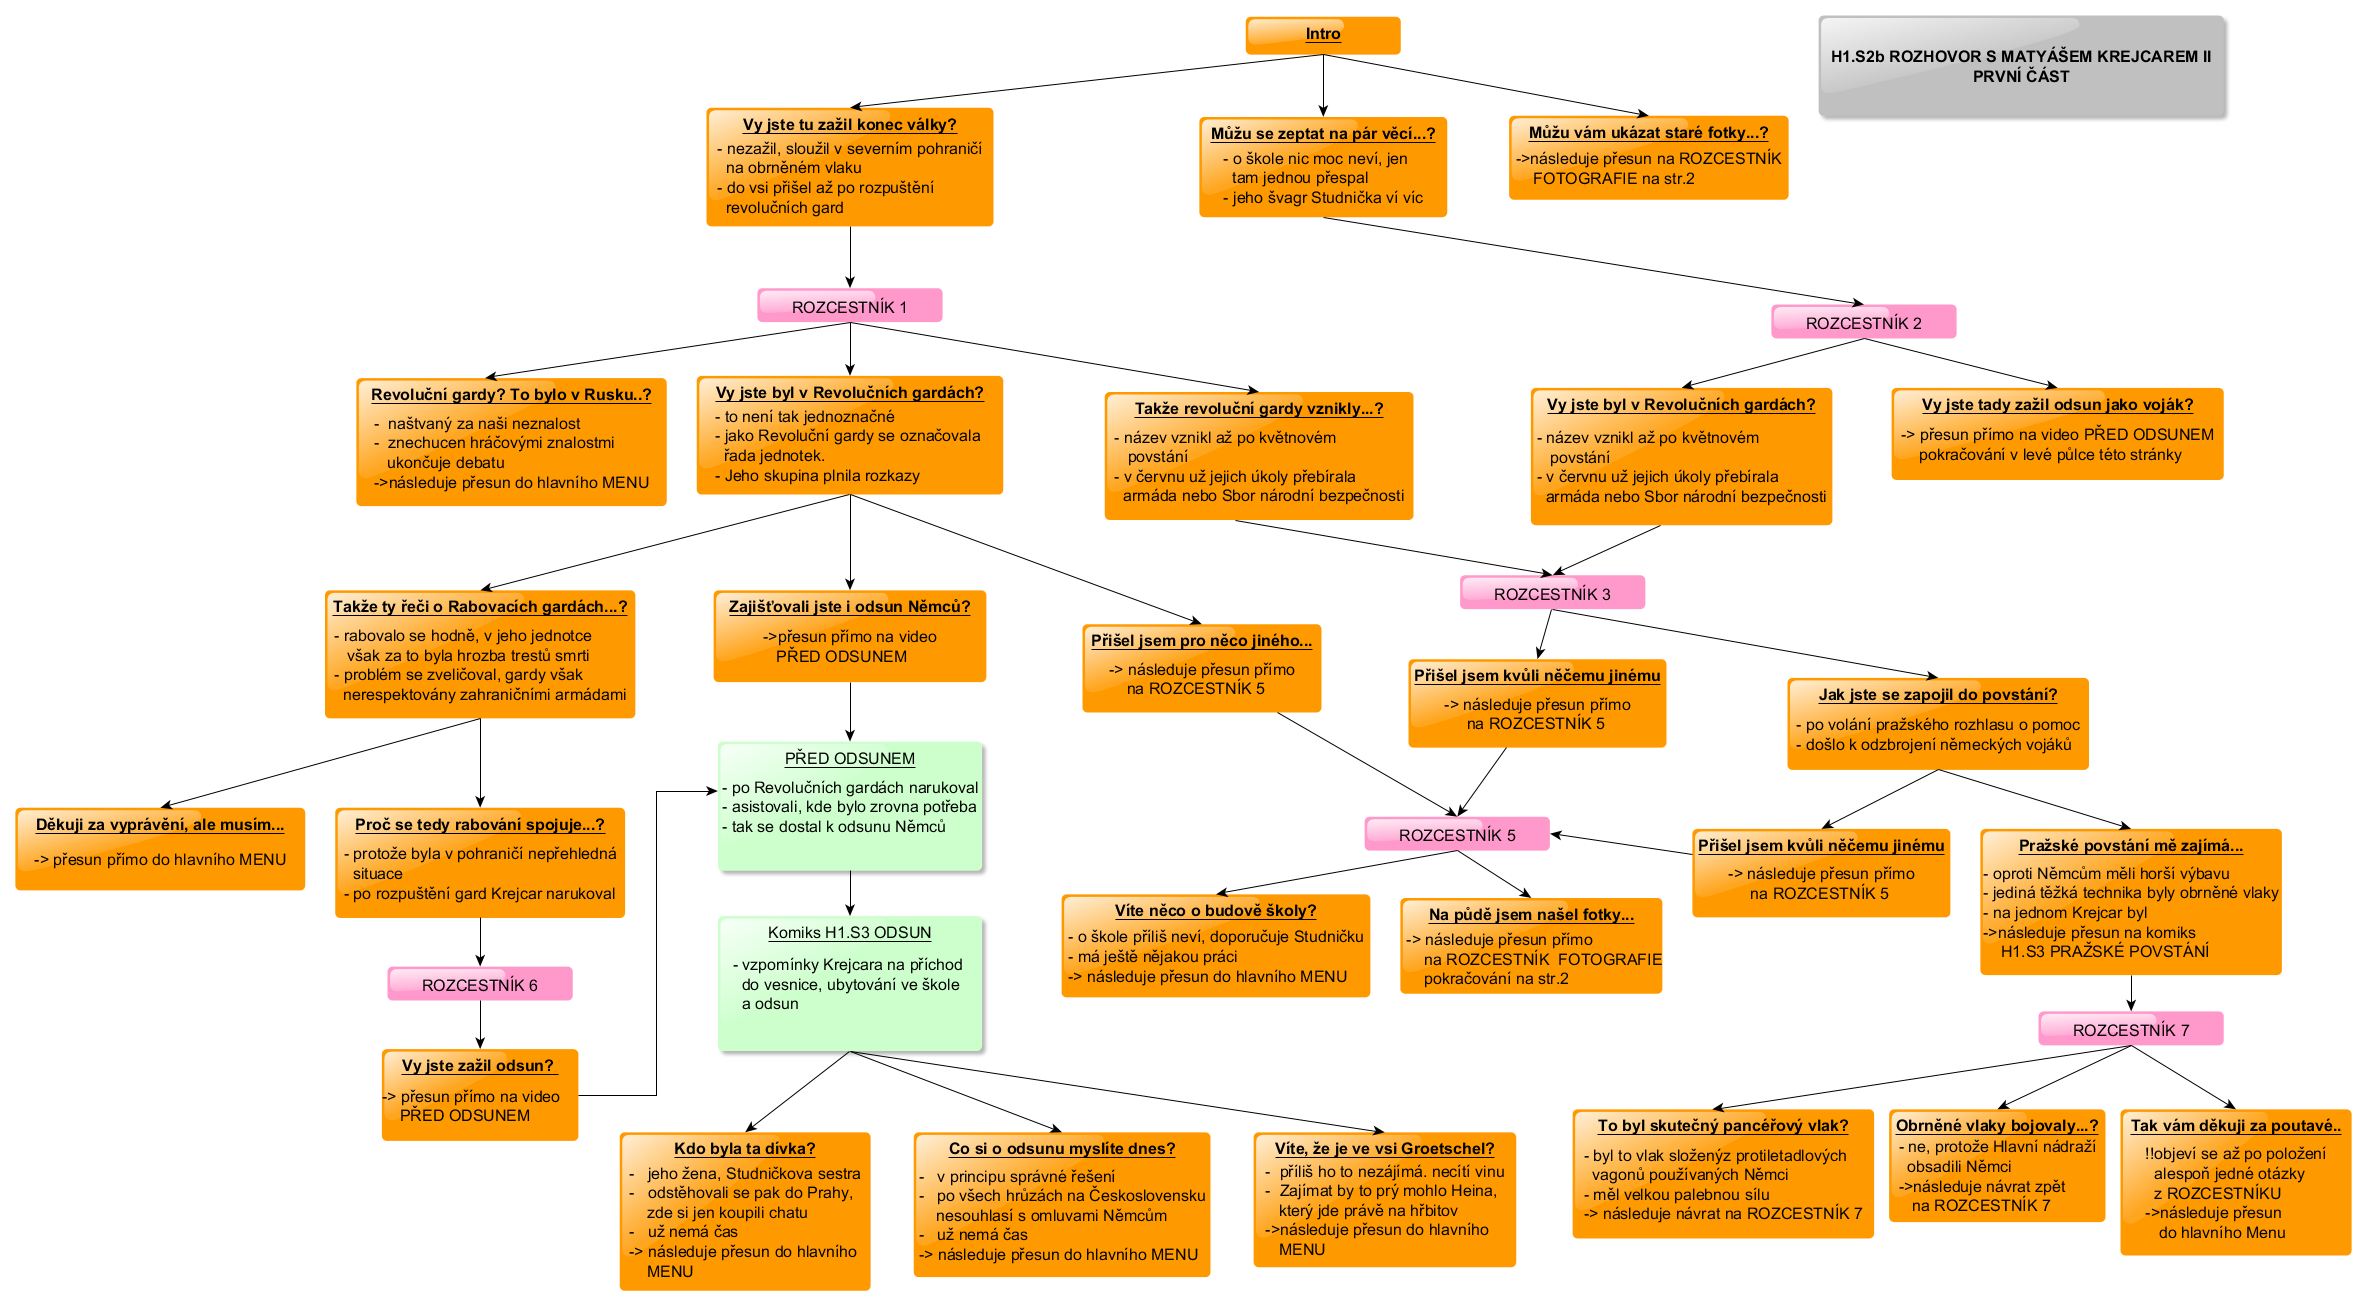 Intro
H1.S2b ROZHOVOR S MATYÁŠEM KREJCAREM II
PRVNÍ ČÁST
Vy jste tu zažil konec války?
- nezažil, sloužil v severním pohraničí
na obrněném vlaku
- do vsi přišel až po rozpuštění
revolučních gard
Můžu se zeptat na pár věcí...?
- o škole nic moc neví, jen
tam jednou přespal
- jeho švagr Studnička ví víc
Můžu vám ukázat staré fotky...?
->následuje přesun na ROZCESTNÍK
FOTOGRAFIE na str.2
ROZCESTNÍK 1
ROZCESTNÍK 2
Revoluční gardy? To bylo v Rusku..?
- naštvaný za naši neznalost
- znechucen hráčovými znalostmi
ukončuje debatu
->následuje přesun do hlavního MENU
Vy jste byl v Revolučních gardách?
- to není tak jednoznačné
- jako Revoluční gardy se označovala
řada jednotek.
- Jeho skupina plnila rozkazy
Takže revoluční gardy vznikly...?
- název vznikl až po květnovém
povstání
- v červnu už jejich úkoly přebírala
armáda nebo Sbor národní bezpečnosti
Vy jste byl v Revolučních gardách?
- název vznikl až po květnovém
povstání
- v červnu už jejich úkoly přebírala
armáda nebo Sbor národní bezpečnosti
Vy jste tady zažil odsun jako voják?
-> přesun přímo na video PŘED ODSUNEM
pokračování v levé půlce této stránky
Takže ty řeči o Rabovacích gardách...?
- rabovalo se hodně, v jeho jednotce
však za to byla hrozba trestů smrti
- problém se zveličoval, gardy však
nerespektovány zahraničními armádami
Zajišťovali jste i odsun Němců?
->přesun přímo na video
PŘED ODSUNEM
Přišel jsem pro něco jiného...
-> následuje přesun přímo
na ROZCESTNÍK 5
ROZCESTNÍK 3
Přišel jsem kvůli něčemu jinému
-> následuje přesun přímo
na ROZCESTNÍK 5
Jak jste se zapojil do povstání?
- po volání pražského rozhlasu o pomoc
- došlo k odzbrojení německých vojáků
Děkuji za vyprávění, ale musím...
-> přesun přímo do hlavního MENU
Proč se tedy rabování spojuje...?
- protože byla v pohraničí nepřehledná
situace
- po rozpuštění gard Krejcar narukoval
PŘED ODSUNEM
- po Revolučních gardách narukoval
- asistovali, kde bylo zrovna potřeba
- tak se dostal k odsunu Němců
ROZCESTNÍK 5
Přišel jsem kvůli něčemu jinému
-> následuje přesun přímo
na ROZCESTNÍK 5
Pražské povstání mě zajímá...
- oproti Němcům měli horší výbavu
- jediná těžká technika byly obrněné vlaky
- na jednom Krejcar byl
->následuje přesun na komiks
H1.S3 PRAŽSKÉ POVSTÁNÍ
Komiks H1.S3 ODSUN
- vzpomínky Krejcara na příchod
do vesnice, ubytování ve škole
a odsun
Víte něco o budově školy?
- o škole příliš neví, doporučuje Studničku
- má ještě nějakou práci
-> následuje přesun do hlavního MENU
Na půdě jsem našel fotky...
-> následuje přesun přímo
na ROZCESTNÍK FOTOGRAFIE
pokračování na str.2
ROZCESTNÍK 6
ROZCESTNÍK 7
Vy jste zažil odsun?
-> přesun přímo na video
PŘED ODSUNEM
Kdo byla ta dívka?
- jeho žena, Studničkova sestra
- odstěhovali se pak do Prahy,
zde si jen koupili chatu
- už nemá čas
-> následuje přesun do hlavního
MENU
Co si o odsunu myslíte dnes?
- v principu správné řešení
- po všech hrůzách na Československu
nesouhlasí s omluvami Němcům
- už nemá čas
-> následuje přesun do hlavního MENU
Víte, že je ve vsi Groetschel?
- příliš ho to nezájímá. necítí vinu
- Zajímat by to prý mohlo Heina,
který jde právě na hřbitov
->následuje přesun do hlavního
MENU
To byl skutečný pancéřový vlak?
- byl to vlak složenýz protiletadlových
vagonů používaných Němci
- měl velkou palebnou sílu
-> následuje návrat na ROZCESTNÍK 7
Obrněné vlaky bojovaly...?
- ne, protože Hlavní nádraží
obsadili Němci
->následuje návrat zpět
na ROZCESTNÍK 7
Tak vám děkuji za poutavé..
!!objeví se až po položení
alespoň jedné otázky
z ROZCESTNÍKU
->následuje přesun
do hlavního Menu